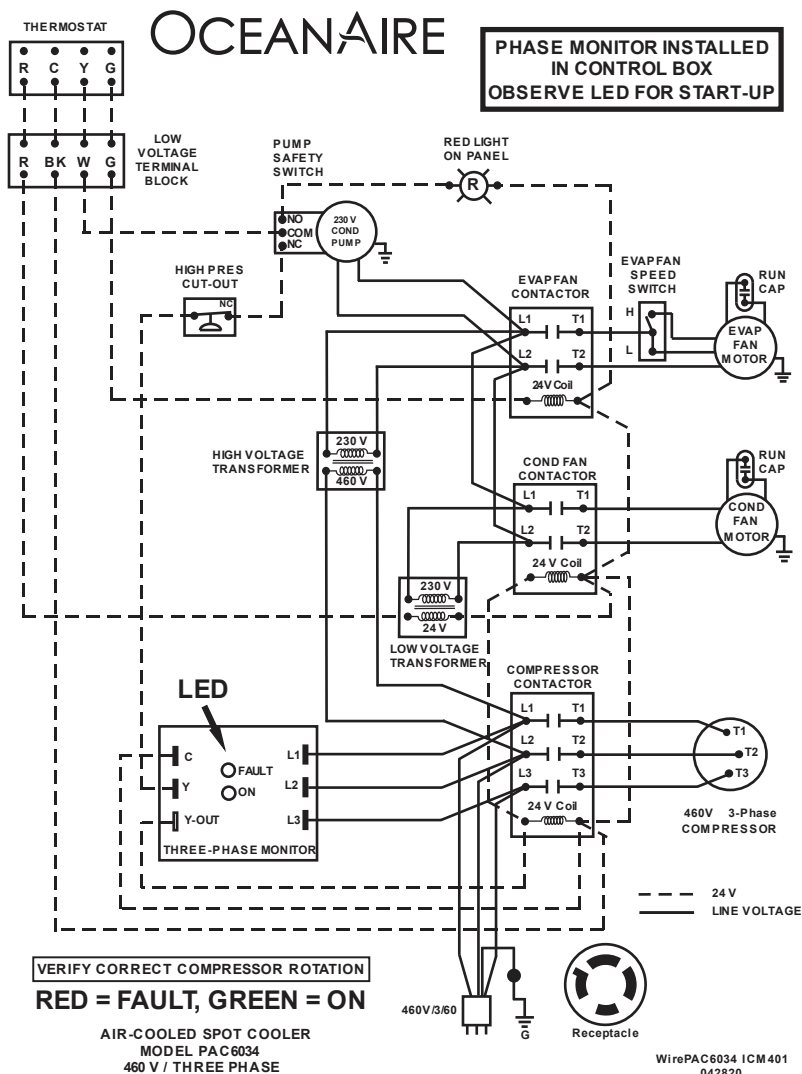 OCEANAIRE
PHASE MONITOR INSTALLED
IN CONTROL BOX
OBSERVE LED FOR START-UP
THERMOSTAT
R C Y G
LOW
VOLTAGE
TERMINAL
BLOCK
R BK W G
PUMP
SAFETY
SWITCH
NO
COM
NC
230 V
COND
PUMP
RED LIGHT
ON PANEL
R
HIGH PRES
CUT-OUT
NC
EVAP FAN
CONTACTOR
L1 T1
L2 T2
24V Coil
EVAP FAN
SPEED
SWITCH
H
L
RUN
CAP
EVAP
FAN
MOTOR
HIGH VOLTAGE
TRANSFORMER
230 V
460 V
COND FAN
CONTACTOR
L1 T1
L2 T2
24 V Coil
RUN
CAP
COND
FAN
MOTOR
230 V
24 V
LOW VOLTAGE
TRANSFORMER
COMPRESSOR
CONTACTOR
L1 T1
L2 T2
L3 T3
24 V Coil
T1
T2
T3
460V 3-Phase
COMPRESSOR
LED
C
Y
Y-OUT
FAULT
ON
L1
L2
L3
THREE-PHASE MONITOR
24 V
LINE VOLTAGE
VERIFY CORRECT COMPRESSOR ROTATION
RED = FAULT, GREEN = ON
AIR-COOLED SPOT COOLER
MODEL PAC6034
460 V / THREE PHASE
460V/3/60
G
Receptacle
WirePAC6034 ICM401
042820